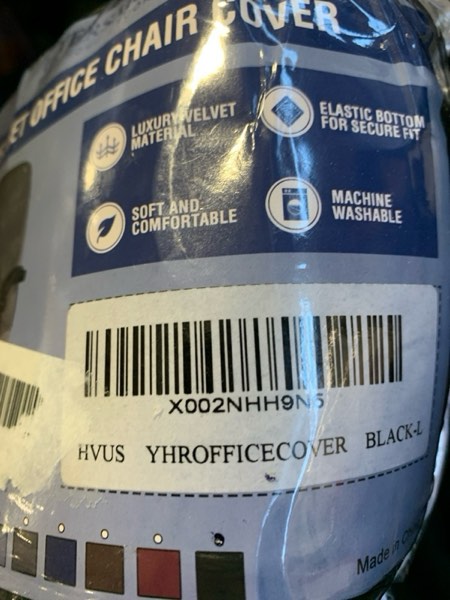 ET OFFICE CHAIR COVER
LUXURY VELVET
MATERIAL
ELASTIC BOTTOM
FOR SECURE FIT
SOFT AND
COMFORTABLE
MACHINE
WASHABLE
X002NHH9N5
HVUS YHROFFICECOVER BLACK-L
Made in